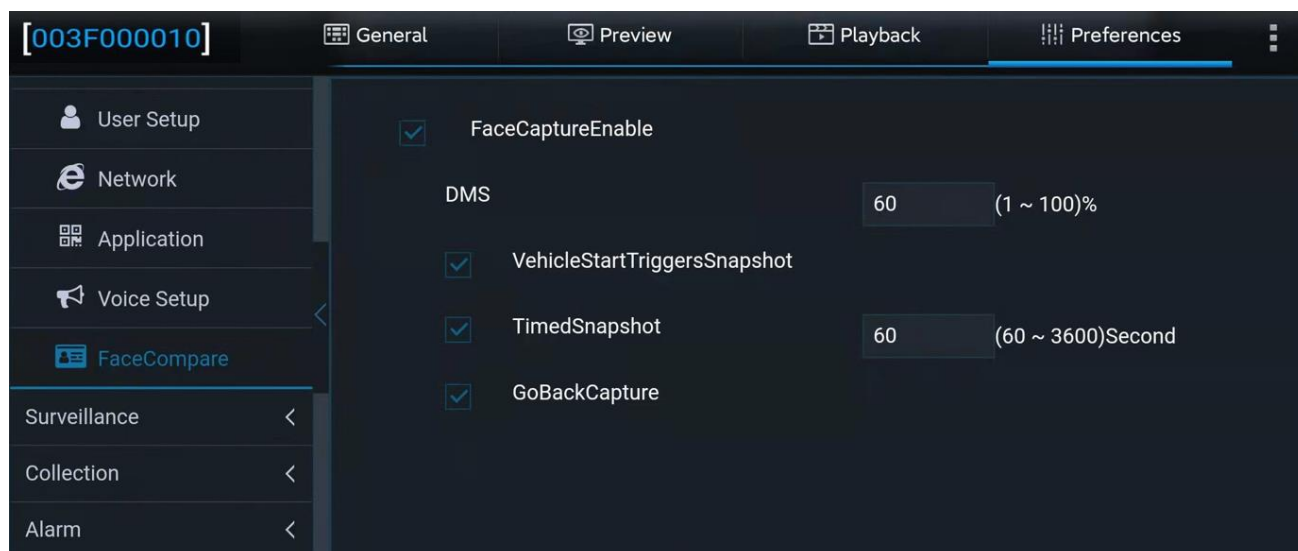 [003F000010]
General
Preview
Playback
Preferences
User Setup
Network
Application
Voice Setup
FaceCompare
Surveillance
Collection
Alarm
FaceCaptureEnable
DMS 60 (1 ~ 100)%
VehicleStartTriggersSnapshot
TimedSnapshot 60 (60 ~ 3600)Second
GoBackCapture